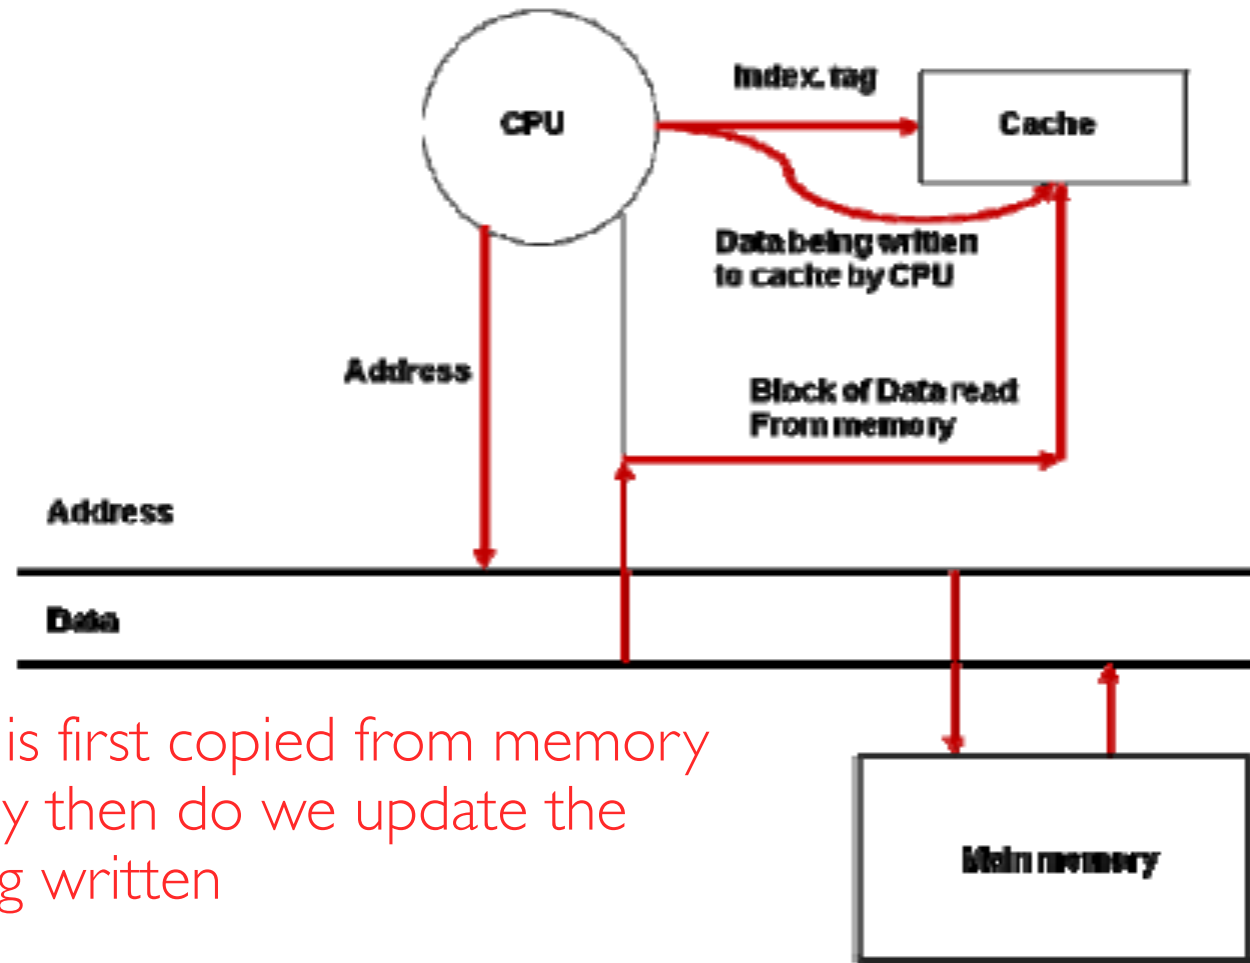 Index. tag
CPU
Cache
Data being written
to cache by CPU
Address
Block of Data read
From memory
Address
Data
is first copied from memory
y then do we update the
g written
Main memory